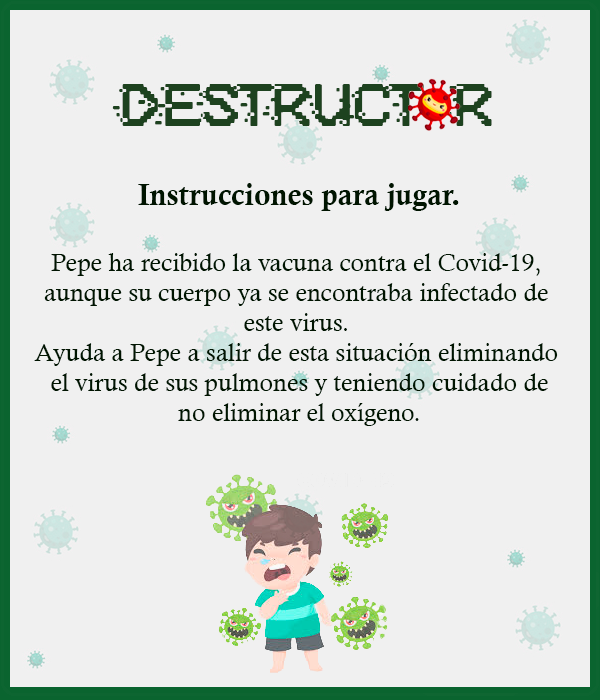 DESTRUCTOR
Instrucciones para jugar.
Pepe ha recibido la vacuna contra el Covid-19,
aunque su cuerpo ya se encontraba infectado de
este virus.
Ayuda a Pepe a salir de esta situación eliminando
el virus de sus pulmones y teniendo cuidado de
no eliminar el oxígeno.